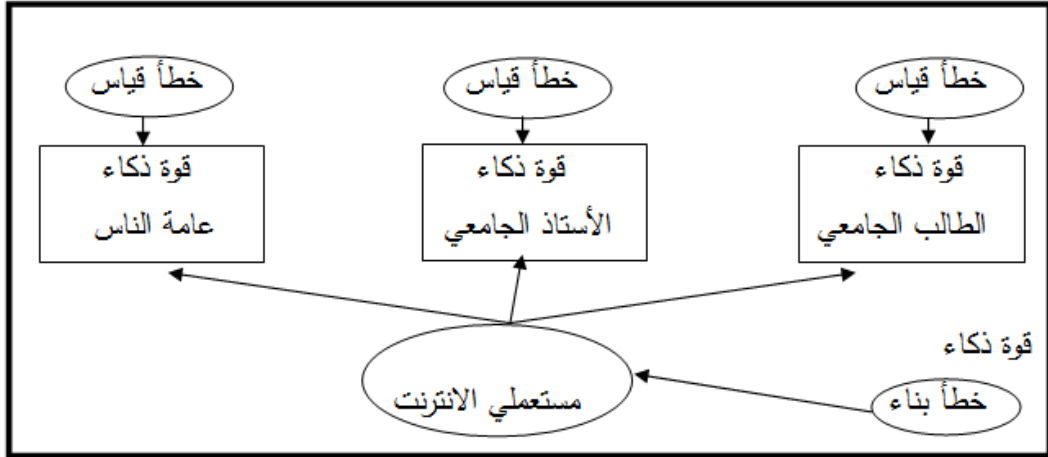 خطأ قياس
خطأ قياس
خطأ قياس
قوة ذكاء
الطالب الجامعي
قوة ذكاء
الأستاذ الجامعي
قوة ذكاء
عامة الناس
قوة ذكاء
مستعملي الانترنت
خطأ بناء